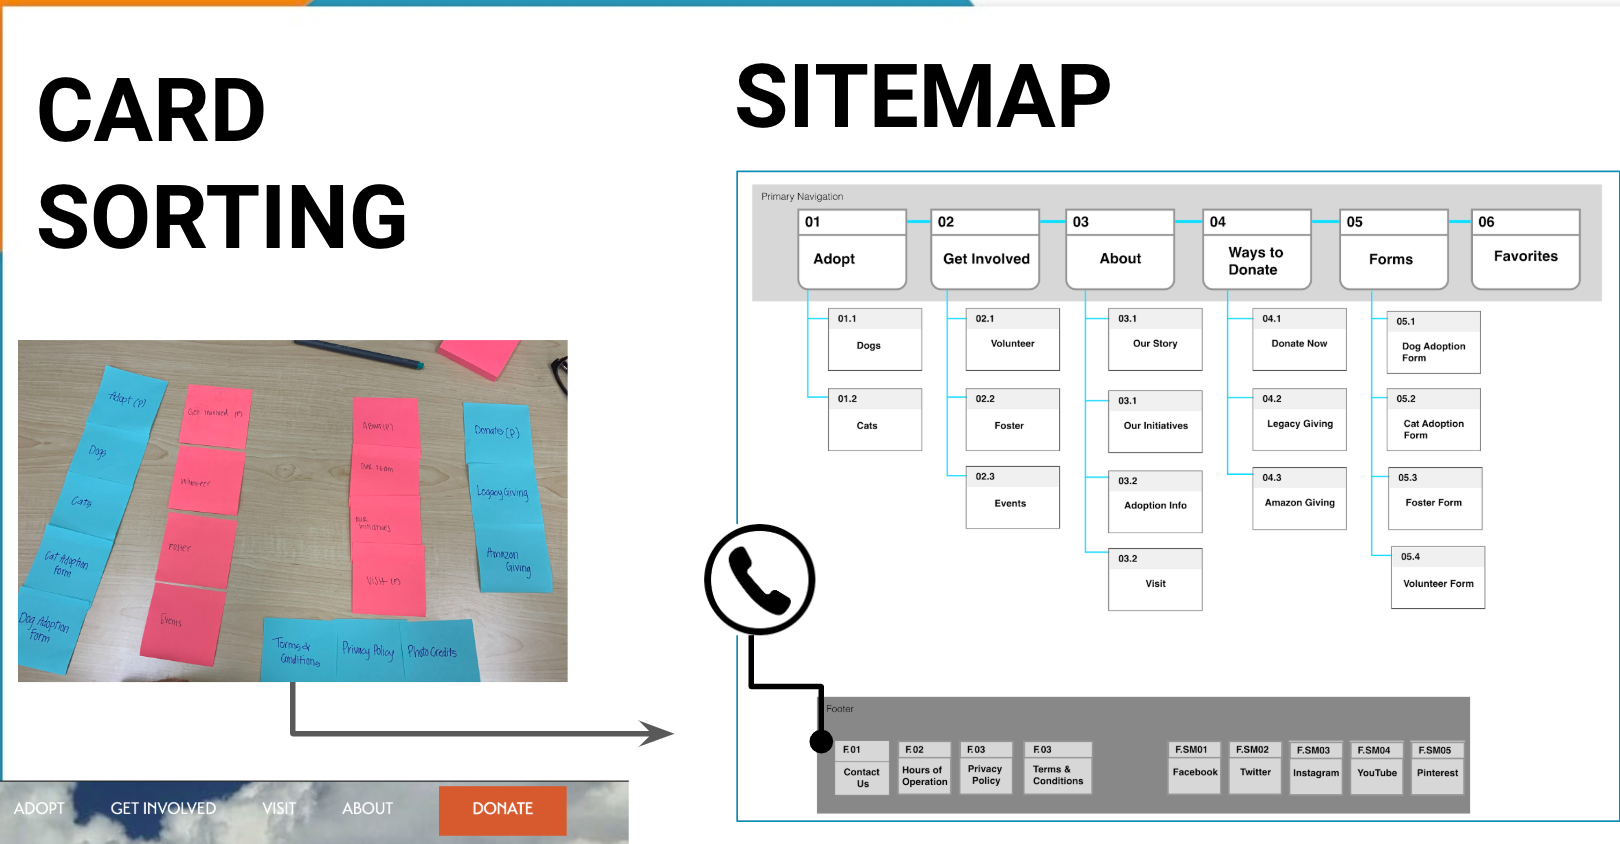 CARD
SORTING
Adopt (P)
Dogs
Cats
Cat Adoption
Form
Dog Adoption
Form
Get Involved (P)
Volunteer
Foster
Events
About (P)
Our Team
Our
Initiatives
Visit (P)
Donate (P)
Legacy Giving
Amazon
Giving
Terms &
Conditions
Privacy Policy
Photo Credits
ADOPT
GET INVOLVED
VISIT
ABOUT
DONATE
SITEMAP
Primary Navigation
01
Adopt
02
Get Involved
03
About
04
Ways to
Donate
05
Forms
06
Favorites
01.1
Dogs
01.2
Cats
02.1
Volunteer
02.2
Foster
02.3
Events
03.1
Our Story
03.1
Our Initiatives
03.2
Adoption Info
03.2
Visit
04.1
Donate Now
04.2
Legacy Giving
04.3
Amazon Giving
05.1
Dog Adoption
Form
05.2
Cat Adoption
Form
05.3
Foster Form
05.4
Volunteer Form
Footer
F.01
Contact
Us
F.02
Hours of
Operation
F.03
Privacy
Policy
F.03
Terms &
Conditions
F.SM01
Facebook
F.SM02
Twitter
F.SM03
Instagram
F.SM04
YouTube
F.SM05
Pinterest